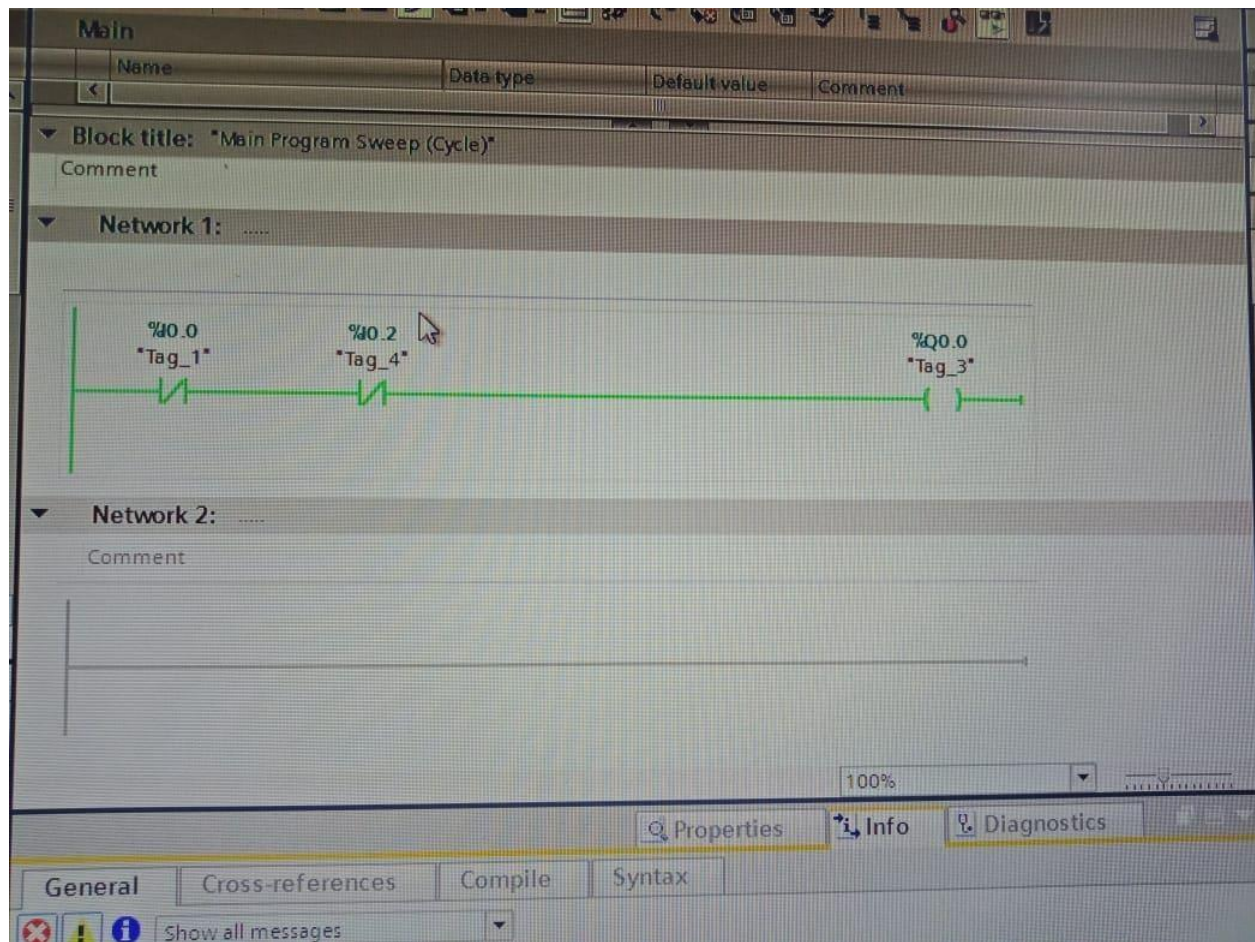 Main
Name Data type Default value Comment
Block title: "Main Program Sweep (Cycle)"
Comment
Network 1: .....
%I0.0 %I0.2 %Q0.0
"Tag_1" "Tag_4" "Tag_3"
Network 2: .....
Comment
100%
Properties Info Diagnostics
General Cross-references Compile Syntax
Show all messages